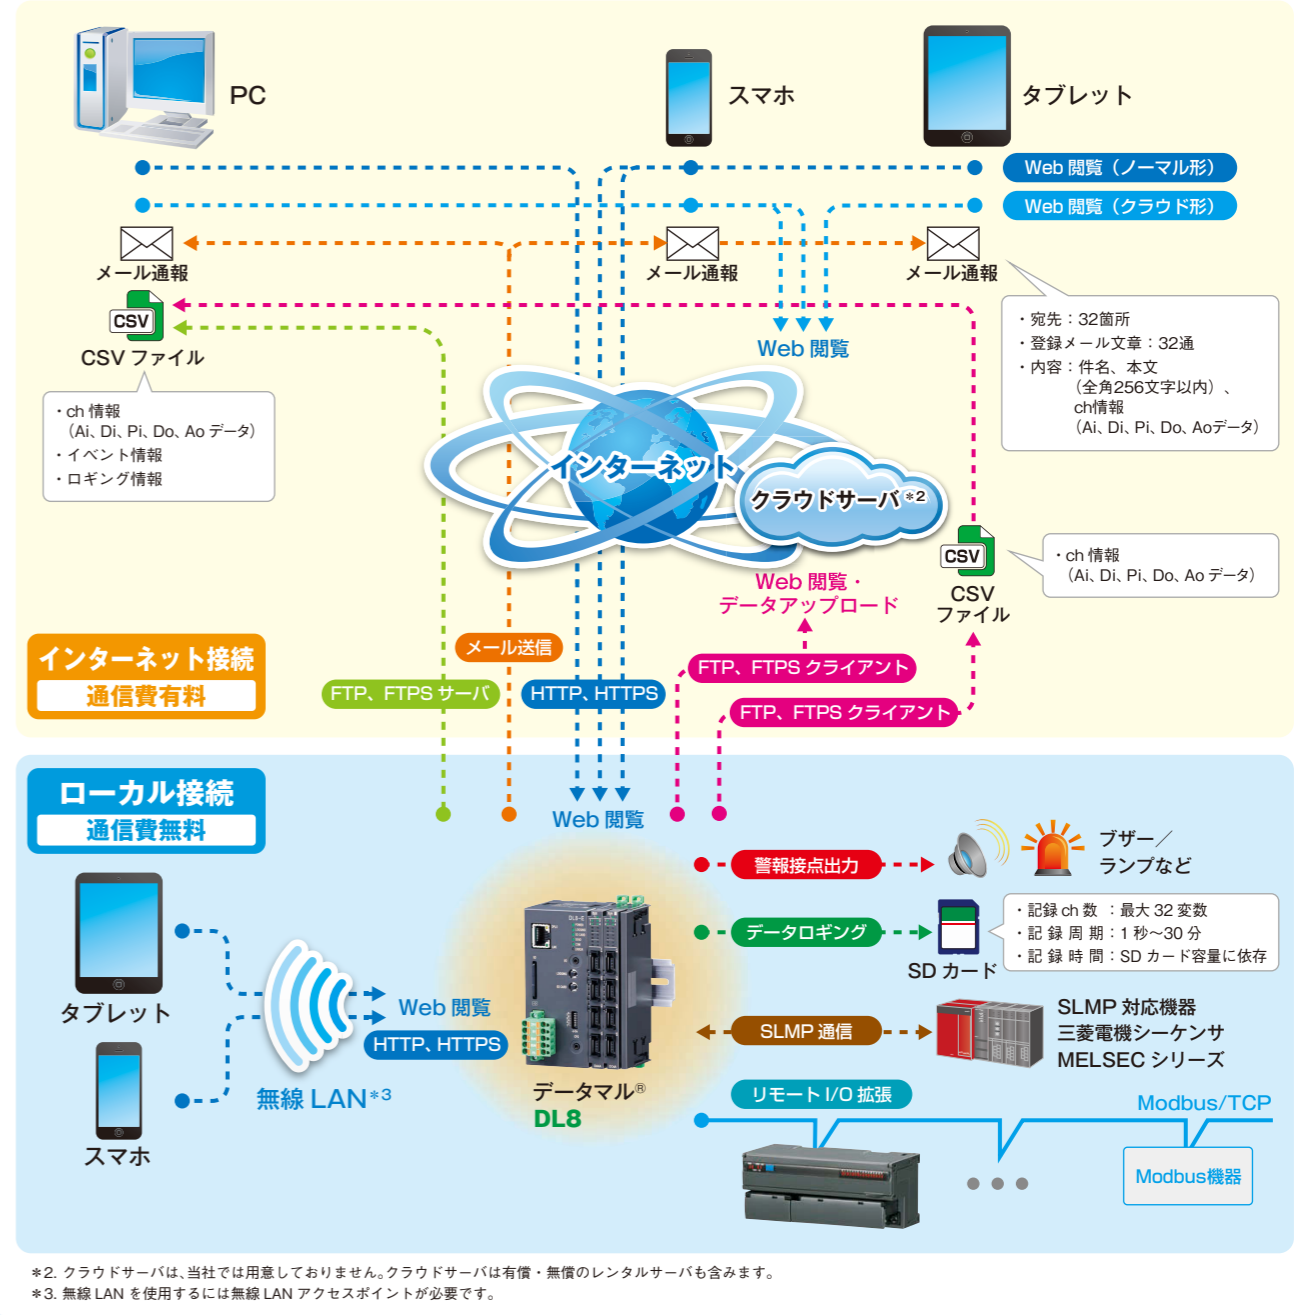 PC
スマホ
タブレット
Web 閲覧（ノーマル形）
Web 閲覧（クラウド形）
メール通報
メール通報
メール通報
CSV
CSV ファイル
・ch 情報
（Ai、Di、Pi、Do、Ao データ）
・イベント情報
・ロギング情報
Web 閲覧
・宛先：32箇所
・登録メール文章：32通
・内容：件名、本文
（全角256文字以内）、
ch情報
（Ai、Di、Pi、Do、Aoデータ）
インターネット
クラウドサーバ＊2
CSV
CSV
ファイル
・ch 情報
（Ai、Di、Pi、Do、Ao データ）
Web 閲覧・
データアップロード
インターネット接続
通信費有料
メール送信
FTP、FTPS サーバ
HTTP、HTTPS
FTP、FTPS クライアント
FTP、FTPS クライアント
ローカル接続
通信費無料
Web 閲覧
警報接点出力
ブザー／
ランプなど
データロギング
SD カード
・記録 ch 数 ：最大 32 変数
・記 録 周 期：1 秒〜30 分
・記 録 時 間：SD カード容量に依存
タブレット
スマホ
無線 LAN＊3
Web 閲覧
HTTP、HTTPS
DL8-E
データマル®
DL8
SLMP 通信
SLMP 対応機器
三菱電機シーケンサ
MELSEC シリーズ
リモート I/O 拡張
Modbus/TCP
Modbus機器
＊2. クラウドサーバは、当社では用意しておりません。クラウドサーバは有償・無償のレンタルサーバも含みます。
＊3. 無線 LAN を使用するには無線 LAN アクセスポイントが必要です。